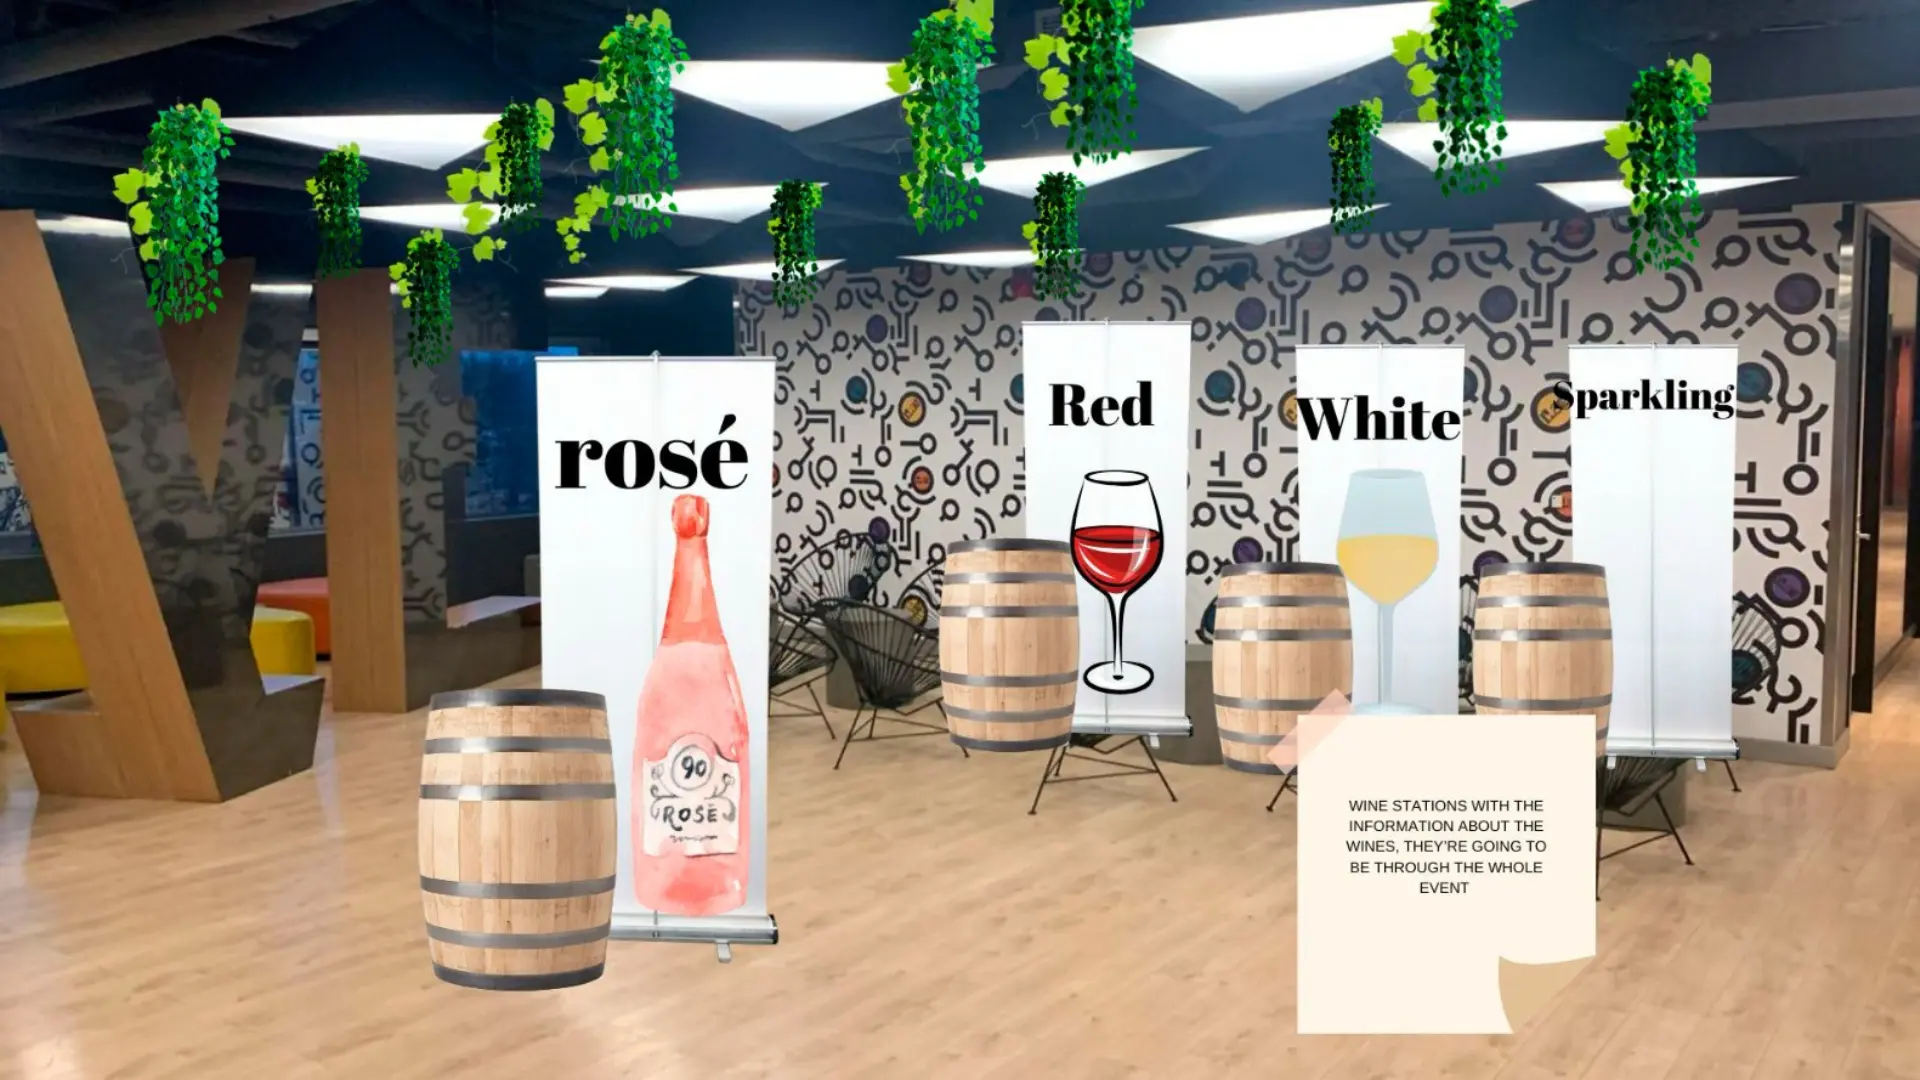 rosé
Red
White
Sparkling
90
ROSÉ
WINE STATIONS WITH THE
INFORMATION ABOUT THE
WINES, THEY'RE GOING TO
BE THROUGH THE WHOLE
EVENT